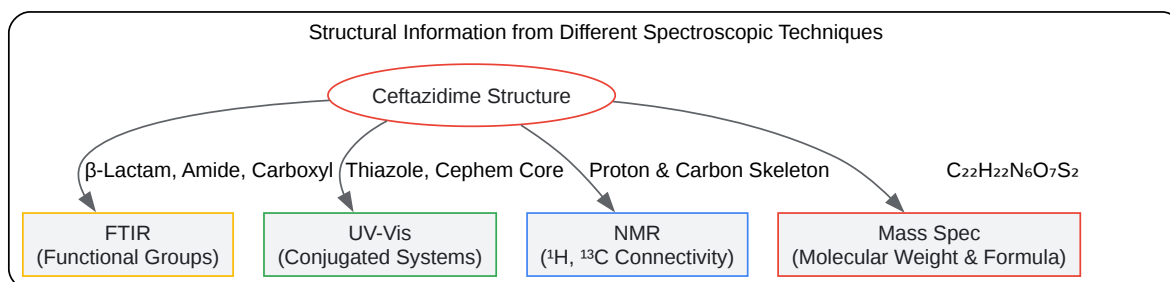 Structural Information from Different Spectroscopic Techniques
Ceftazidime Structure
β-Lactam, Amide, Carboxyl
Thiazole, Cephem Core
Proton & Carbon Skeleton
C₂₂H₂₂N₆O₇S₂
FTIR
(Functional Groups)
UV-Vis
(Conjugated Systems)
NMR
(¹H, ¹³C Connectivity)
Mass Spec
(Molecular Weight & Formula)